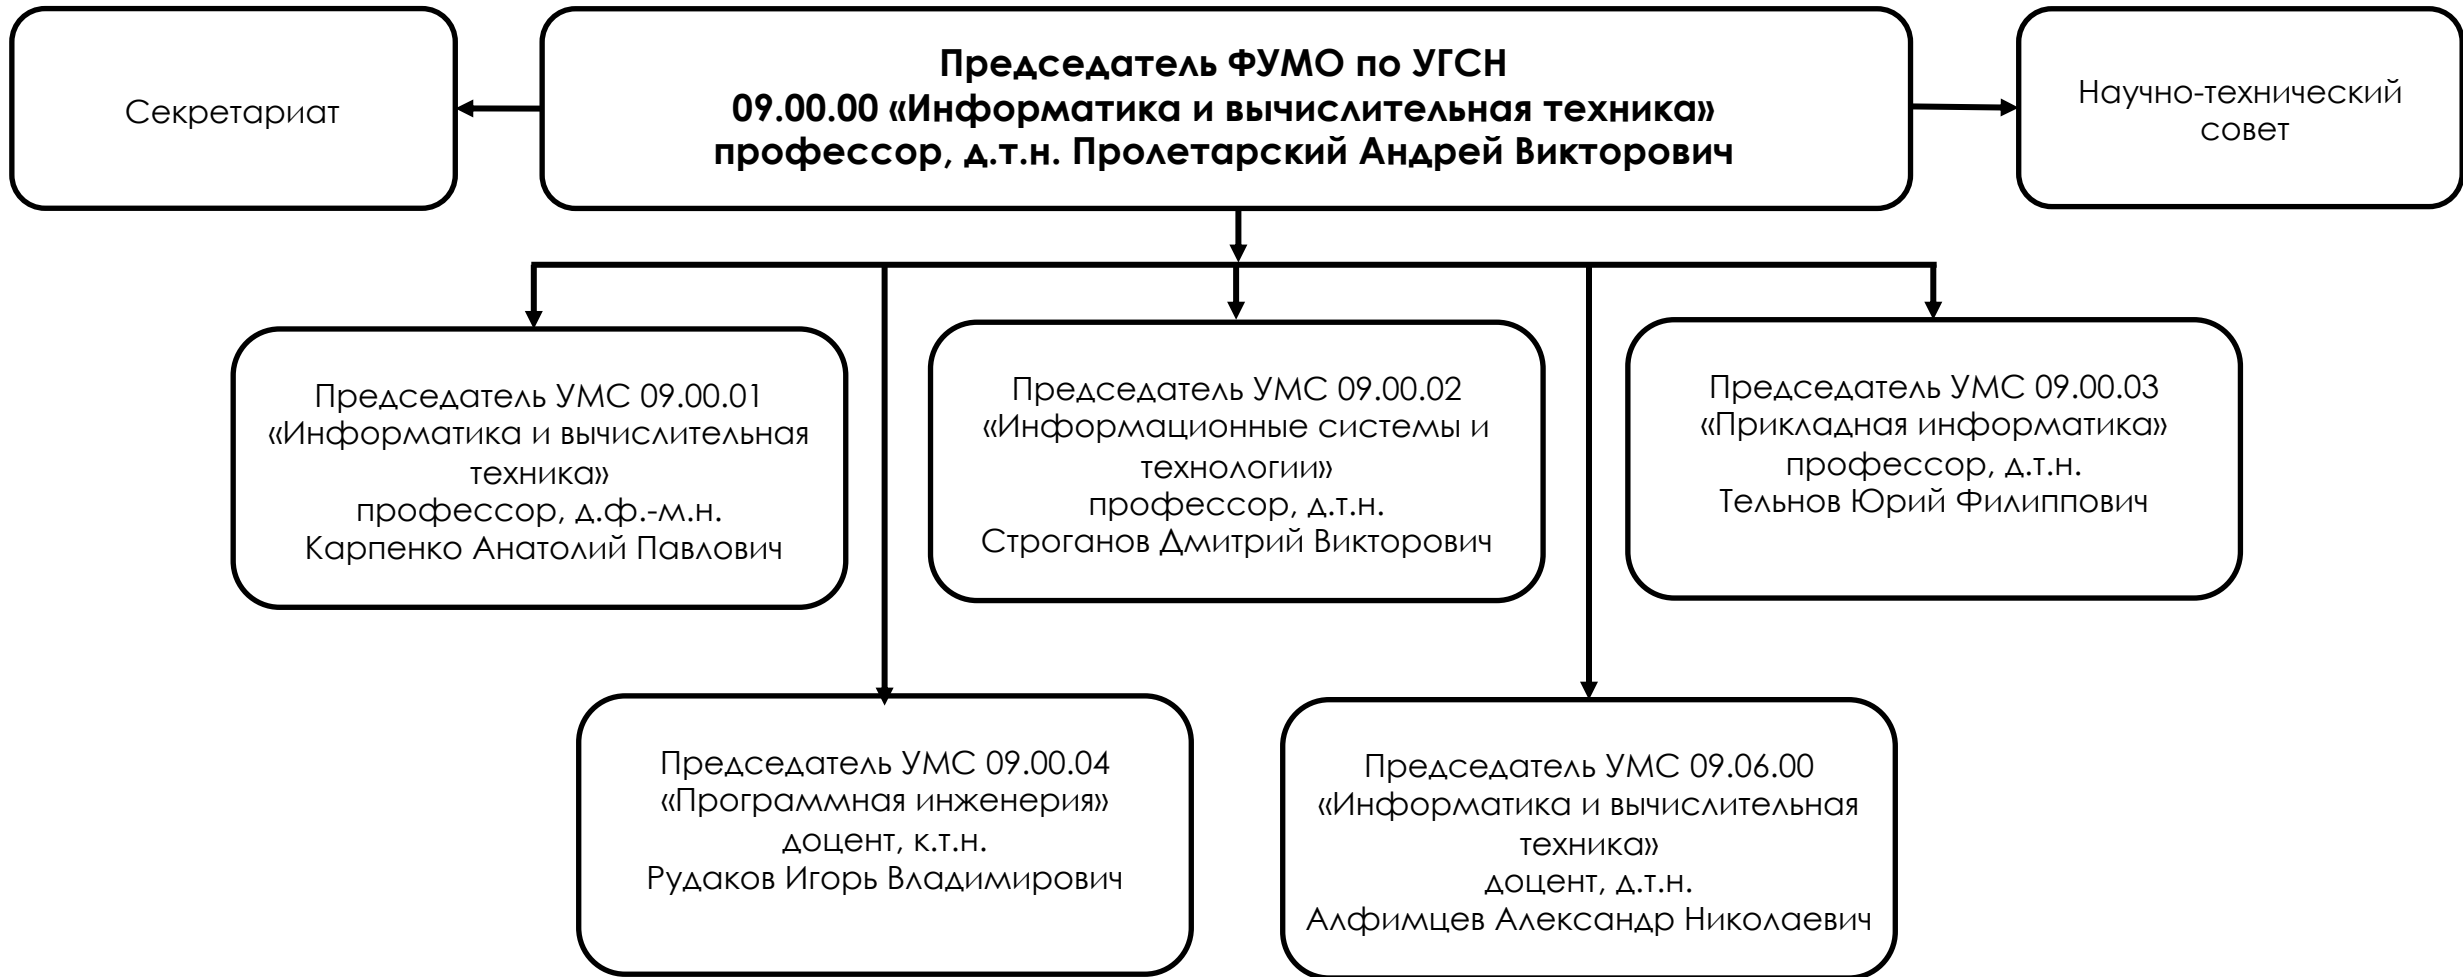 Секретариат
Председатель ФУМО по УГСН
09.00.00 «Информатика и вычислительная техника»
профессор, д.т.н. Пролетарский Андрей Викторович
Научно-технический
совет
Председатель УМС 09.00.01
«Информатика и вычислительная
техника»
профессор, д.ф.-м.н.
Карпенко Анатолий Павлович
Председатель УМС 09.00.02
«Информационные системы и
технологии»
профессор, д.т.н.
Строганов Дмитрий Викторович
Председатель УМС 09.00.03
«Прикладная информатика»
профессор, д.т.н.
Тельнов Юрий Филиппович
Председатель УМС 09.00.04
«Программная инженерия»
доцент, к.т.н.
Рудаков Игорь Владимирович
Председатель УМС 09.06.00
«Информатика и вычислительная
техника»
доцент, д.т.н.
Алфимцев Александр Николаевич